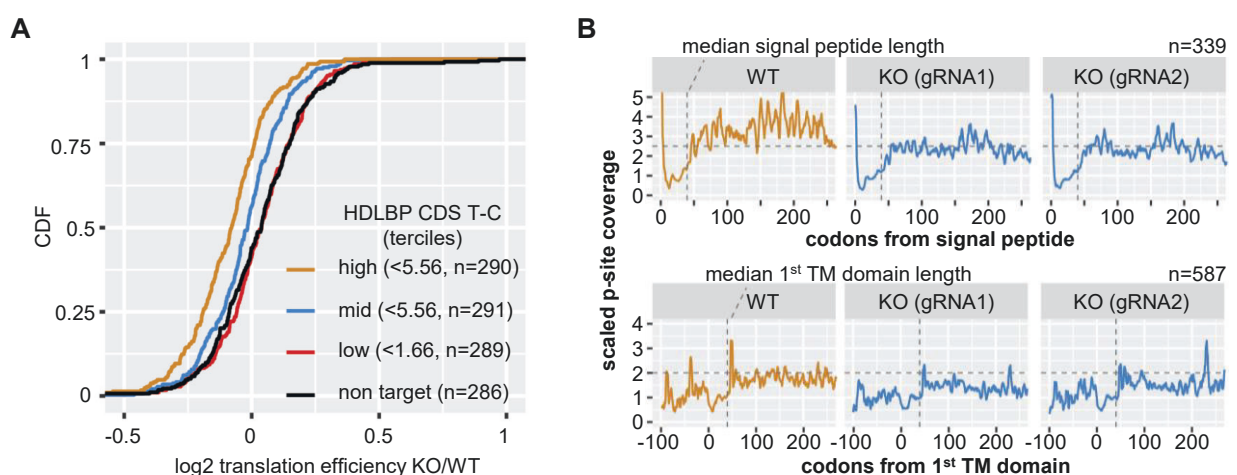 A
CDF
1
0.75
0.5
0.25
0
-0.5
0
0.5
1
log2 translation efficiency KO/WT
HDLBP CDS T-C
(terciles)
high (<5.56, n=290)
mid (<5.56, n=291)
low (<1.66, n=289)
non target (n=286)
B
scaled p-site coverage
median signal peptide length
n=339
WT
KO (gRNA1)
KO (gRNA2)
5
4
3
2
1
0
0 100 200
0 100 200
0 100 200
codons from signal peptide
median 1st TM domain length
n=587
WT
KO (gRNA1)
KO (gRNA2)
4
3
2
1
0
-100 0 100 200
-100 0 100 200
-100 0 100 200
codons from 1st TM domain